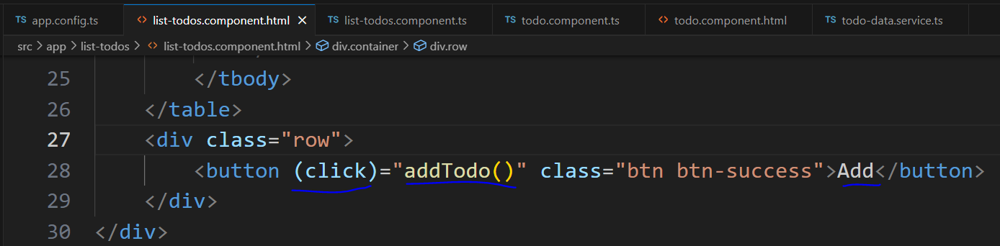 TS app.config.ts <> list-todos.component.html × TS list-todos.component.ts TS todo.component.ts <> todo.component.html TS todo-data.service.ts
src > app > list-todos > <> list-todos.component.html > div.container > div.row
25 </tbody>
26 </table>
27 <div class="row">
28 <button (click)="addTodo()" class="btn btn-success">Add</button>
29 </div>
30 </div>